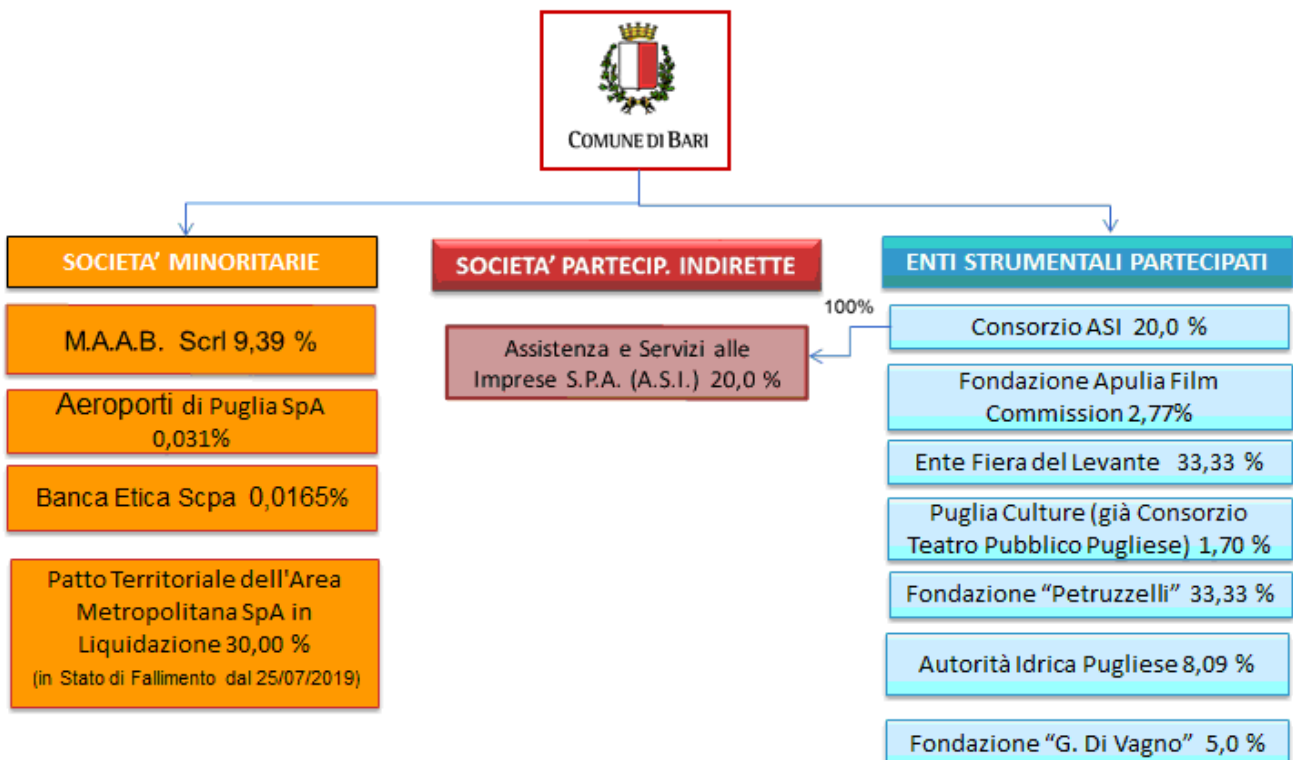 COMUNE DI BARI
SOCIETA’ MINORITARIE
M.A.A.B. Scrl 9,39 %
Aeroporti di Puglia SpA
0,031%
Banca Etica Scpa 0,0165%
Patto Territoriale dell'Area
Metropolitana SpA in
Liquidazione 30,00 %
(in Stato di Fallimento dal 25/07/2019)
SOCIETA’ PARTECIP. INDIRETTE
Assistenza e Servizi alle
Imprese S.P.A. (A.S.I.) 20,0 %
100%
ENTI STRUMENTALI PARTECIPATI
Consorzio ASI 20,0 %
Fondazione Apulia Film
Commission 2,77%
Ente Fiera del Levante 33,33 %
Puglia Culture (già Consorzio
Teatro Pubblico Pugliese) 1,70 %
Fondazione “Petruzzelli” 33,33 %
Autorità Idrica Pugliese 8,09 %
Fondazione “G. Di Vagno” 5,0 %